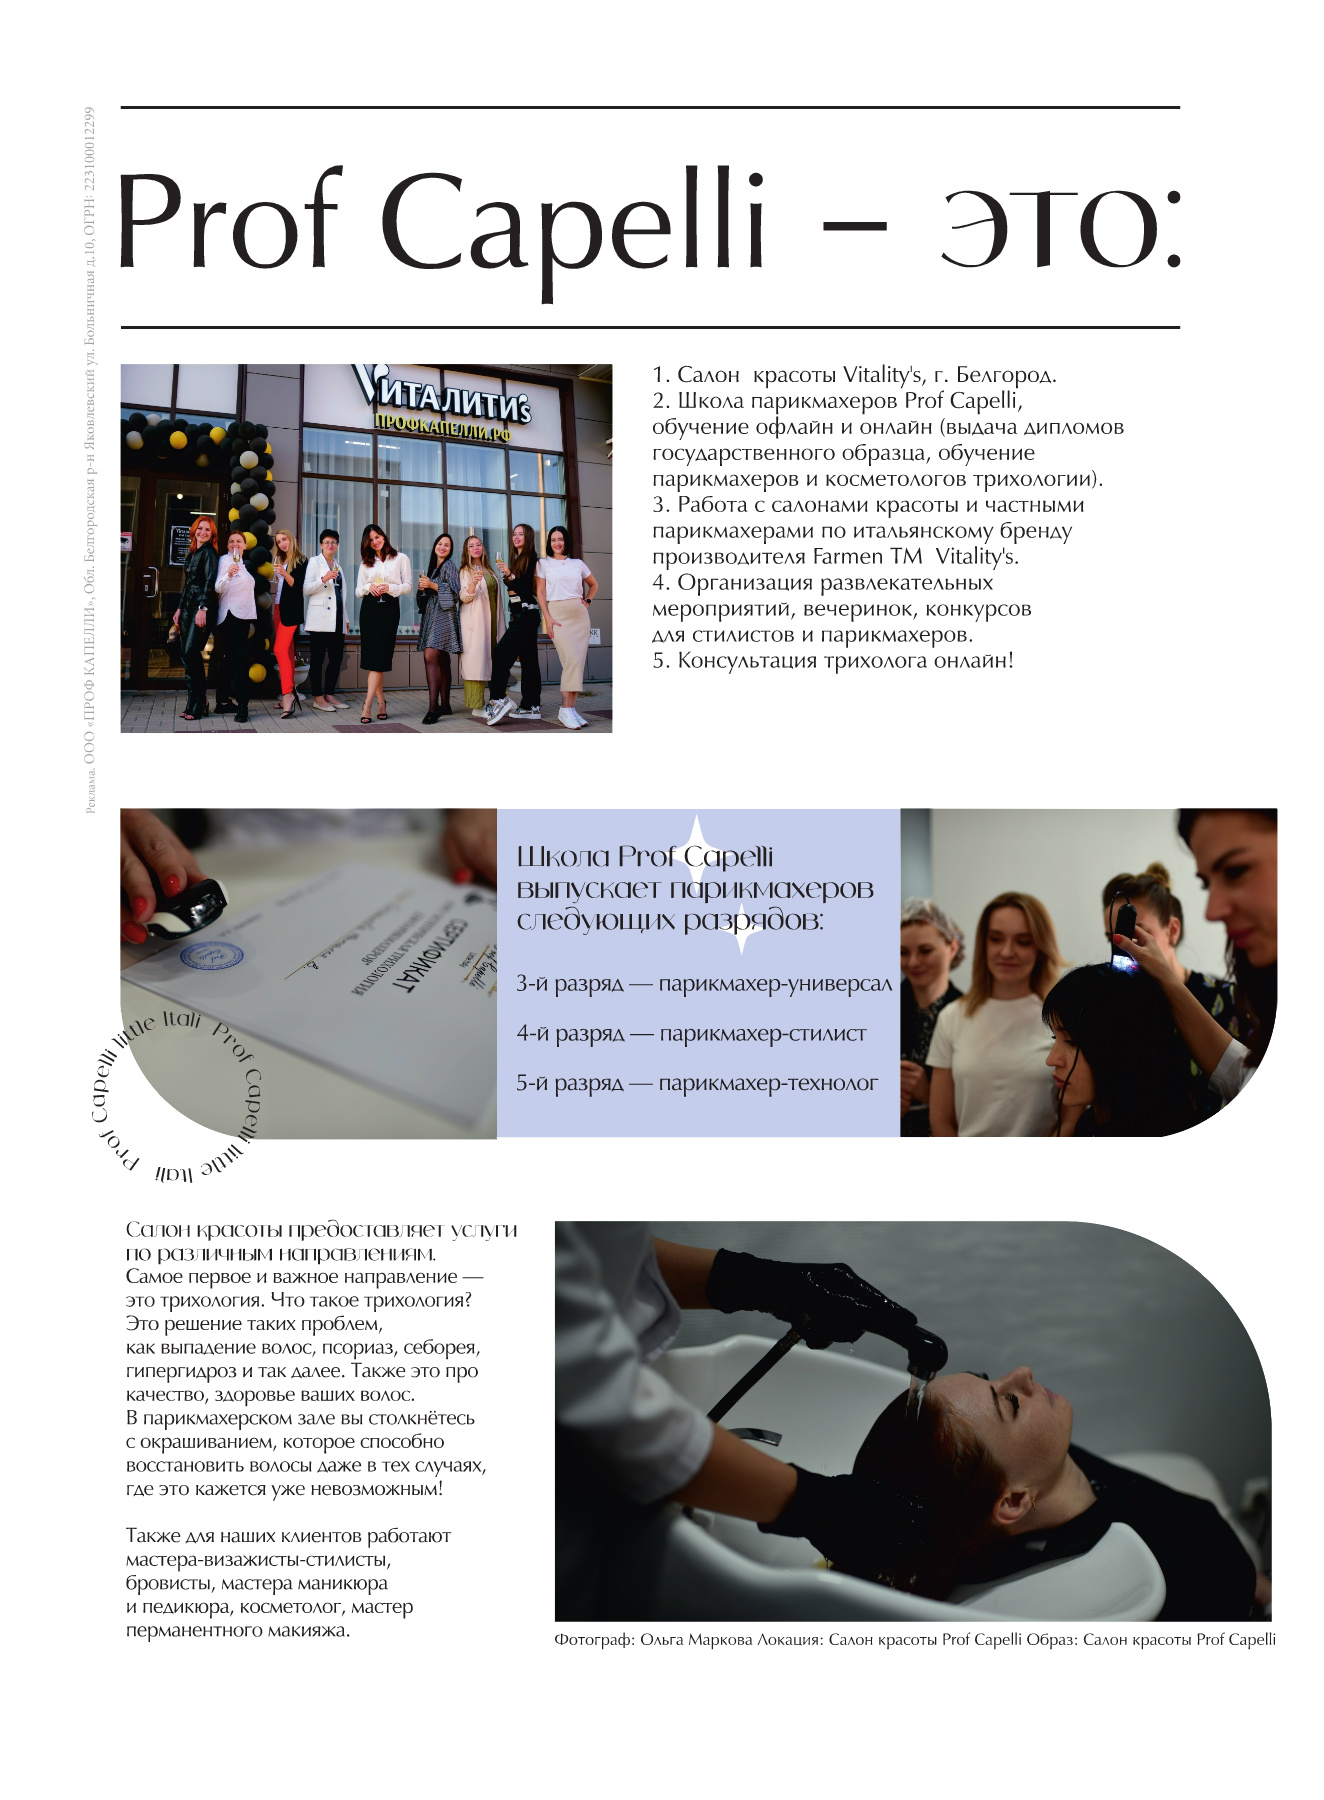 Реклама. ООО «ПРОФ КАПЕЛЛИ», Обл. Белгородская р-н Яковлевский ул. Больничная д.10, ОГРН: 223100012299
Prof Capelli – это:
Виталити's
ПРОФКАПЕЛЛИ.РФ
1. Салон  красоты Vitality's, г. Белгород.
2. Школа парикмахеров Prof Capelli,
обучение офлайн и онлайн (выдача дипломов
государственного образца, обучение
парикмахеров и косметологов трихологии).
3. Работа с салонами красоты и частными
парикмахерами по итальянскому бренду
производителя Farmen TM  Vitality's.
4. Организация развлекательных
мероприятий, вечеринок, конкурсов
для стилистов и парикмахеров.
5. Консультация трихолога онлайн!
СЕРТИФИКАТ
Школа Prof Capelli
выпускает парикмахеров
следующих разрядов:
3-й разряд — парикмахер-универсал
4-й разряд — парикмахер-стилист
5-й разряд — парикмахер-технолог
Prof Capelli little Itali Prof Capelli little Itali
Салон красоты предоставляет услуги
по различным направлениям.
Самое первое и важное направление —
это трихология. Что такое трихология?
Это решение таких проблем,
как выпадение волос, псориаз, себорея,
гипергидроз и так далее. Также это про
качество, здоровье ваших волос.
В парикмахерском зале вы столкнётесь
с окрашиванием, которое способно
восстановить волосы даже в тех случаях,
где это кажется уже невозможным!
Также для наших клиентов работают
мастера-визажисты-стилисты,
бровисты, мастера маникюра
и педикюра, косметолог, мастер
перманентного макияжа.
Фотограф: Ольга Маркова Локация: Салон красоты Prof Capelli Образ: Салон красоты Prof Capelli